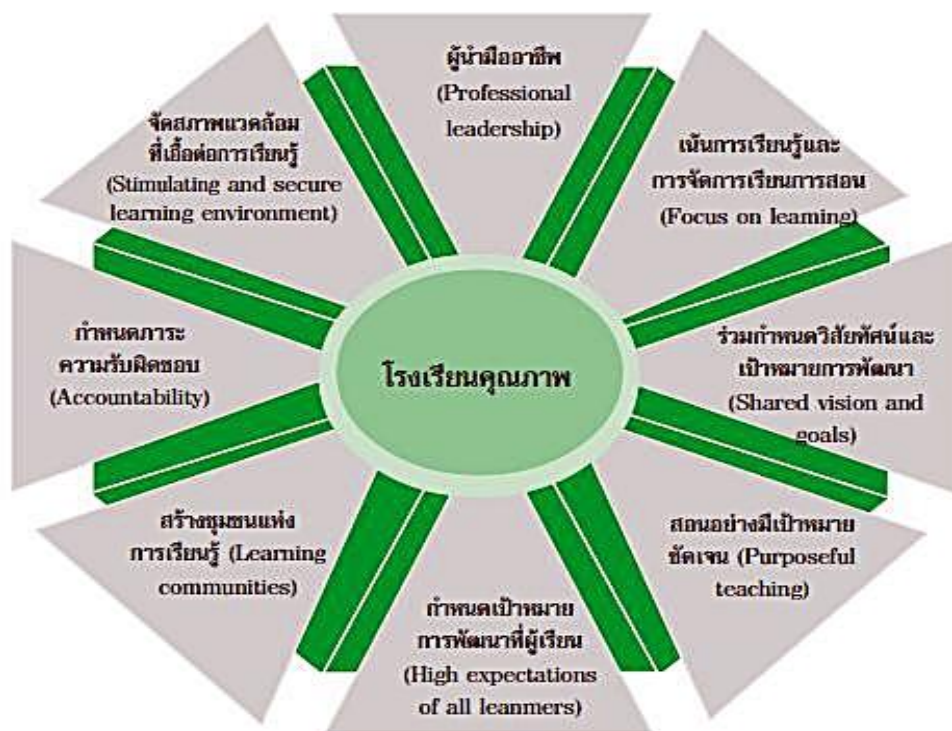 ผู้นำมืออาชีพ
(Professional
leadership)
เน้นการเรียนรู้และ
การจัดการเรียนการสอน
(Focus on leaming)
ร่วมกำหนดวิสัยทัศน์และ
เป้าหมายการพัฒนา
(Shared vision and
goals)
สอนอย่างมีเป้าหมาย
ชัดเจน (Purposeful
teaching)
กำหนดเป้าหมาย
การพัฒนาที่ผู้เรียน
(High expectations
of all leanmers)
สร้างชุมชนแห่ง
การเรียนรู้ (Learning
communities)
กำหนดภาระ
ความรับผิดชอบ
(Accountability)
จัดสภาพแวดล้อม
ที่เอื้อต่อการเรียนรู้
(Stimulating and secure
learning environment)
โรงเรียนคุณภาพ